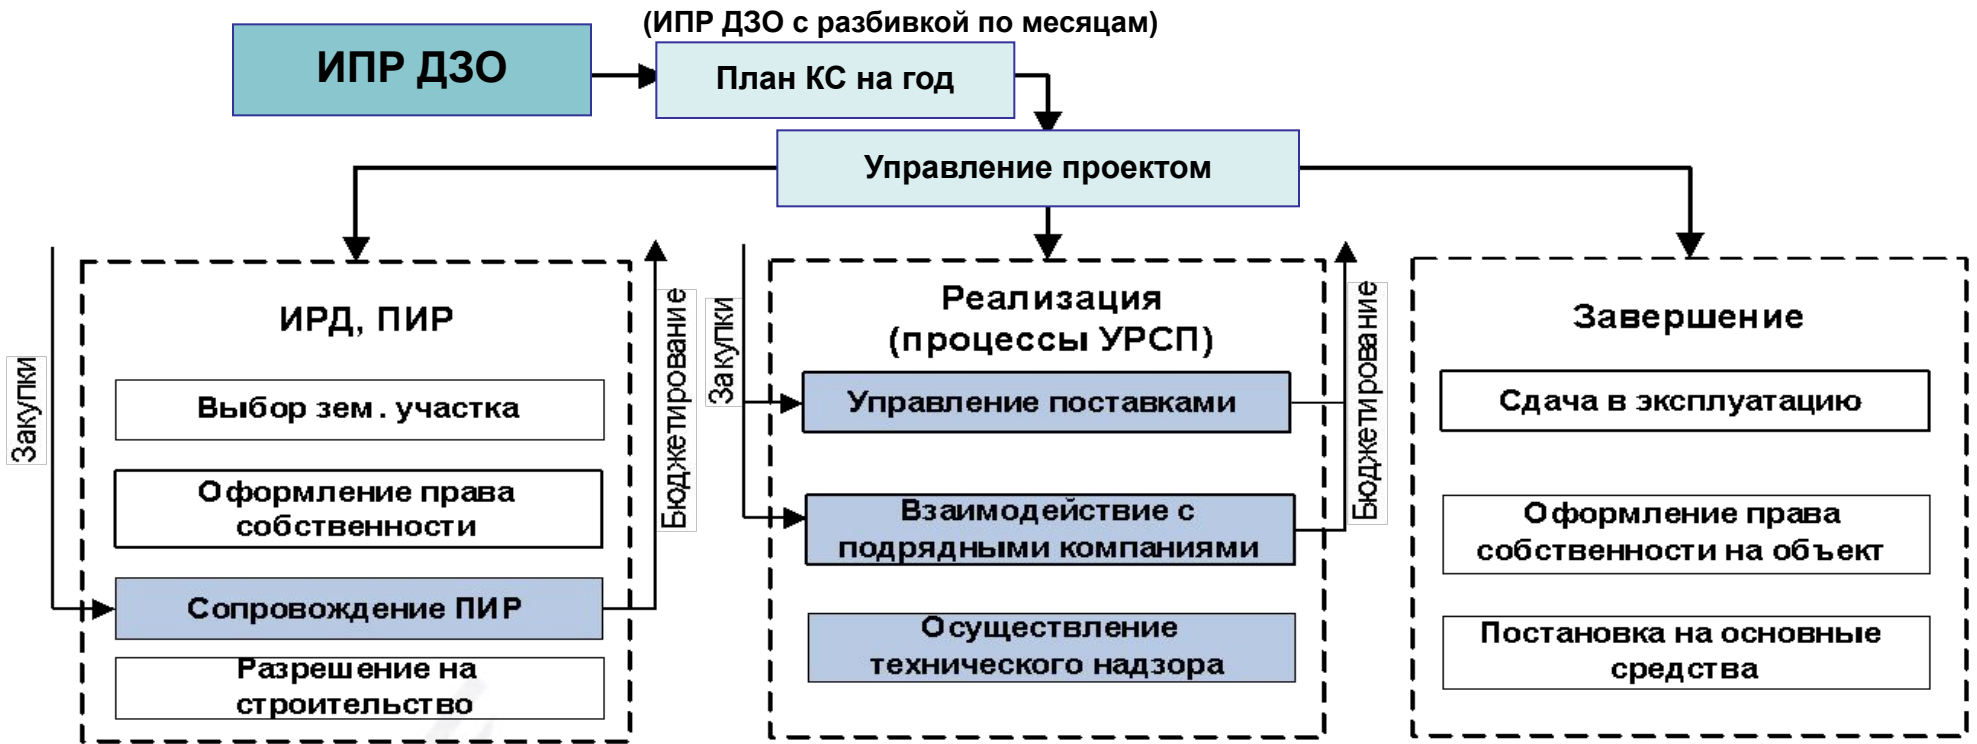 (ИПР ДЗО с разбивкой по месяцам)
ИПР ДЗО
План КС на год
Управление проектом
Закупки
ИРД, ПИР
Выбор зем. участка
Оформление права
собственности
Сопровождение ПИР
Разрешение на
строительство
Бюджетирование
Закупки
Реализация
(процессы УРСП)
Управление поставками
Взаимодействие с
подрядными компаниями
Осуществление
технического надзора
Бюджетирование
Завершение
Сдача в эксплуатацию
Оформление права
собственности на объект
Постановка на основные
средства